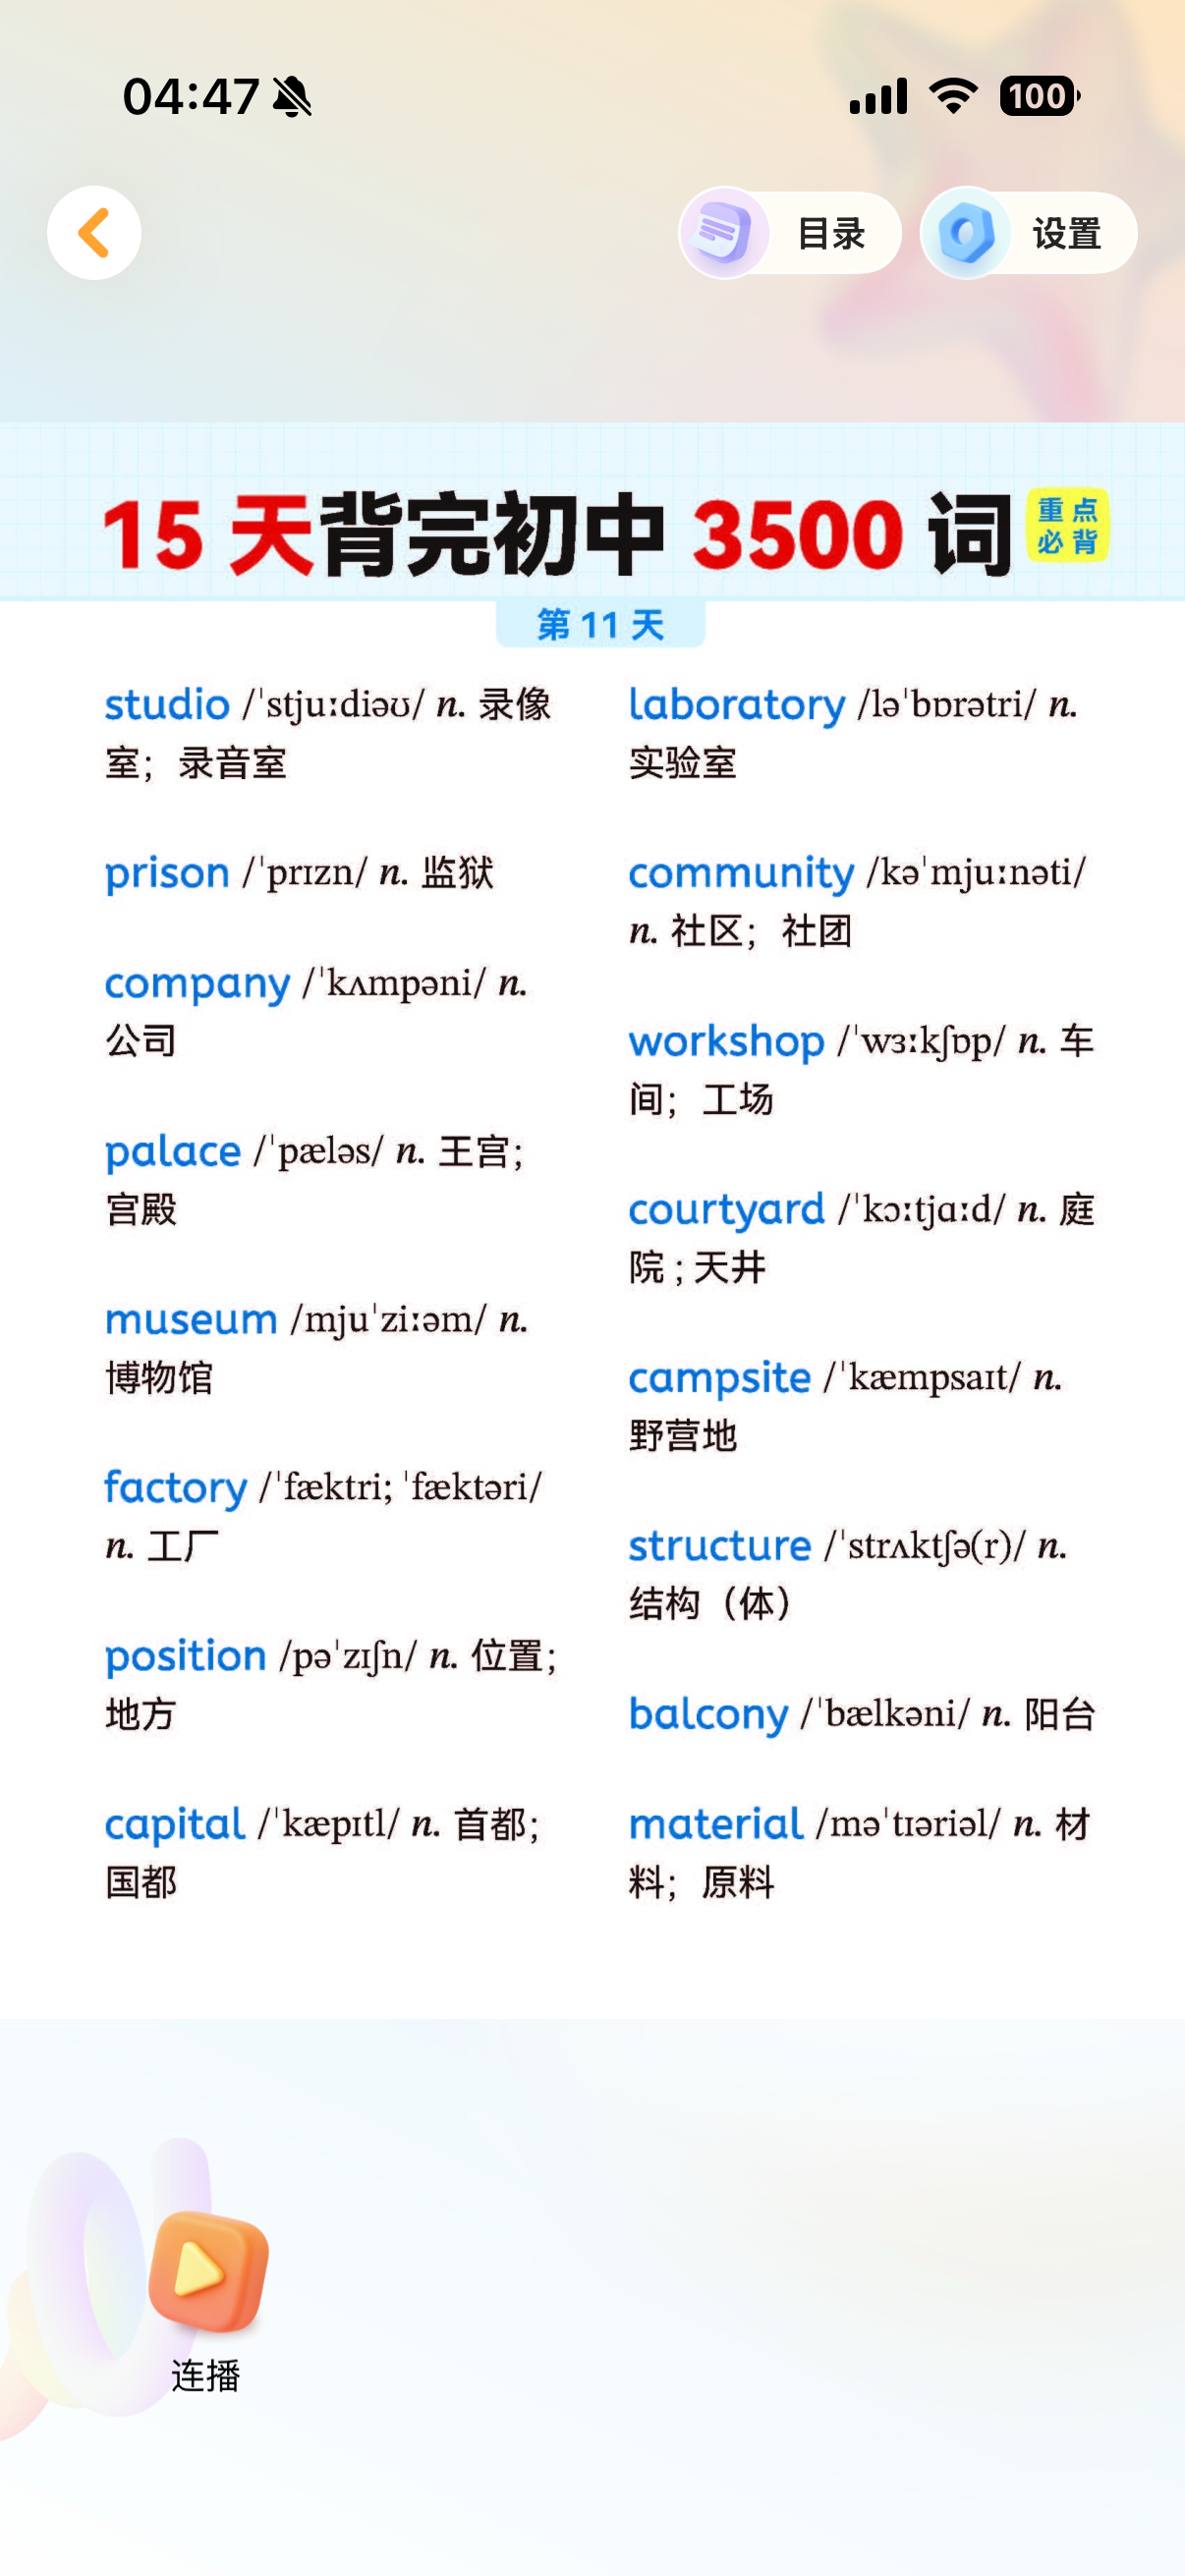 04:47
100
目录
设置
15 天背完初中 3500 词
重点
必背
第 11 天
studio /ˈstjuːdiəʊ/ n. 录像
室；录音室
prison /ˈprɪzn/ n. 监狱
company /ˈkʌmpəni/ n.
公司
palace /ˈpæləs/ n. 王宫；
宫殿
museum /mjuˈziːəm/ n.
博物馆
factory /ˈfæktri; ˈfæktəri/
n. 工厂
position /pəˈzɪʃn/ n. 位置；
地方
capital /ˈkæpɪtl/ n. 首都；
国都
laboratory /ləˈbɒrətri/ n.
实验室
community /kəˈmjuːnəti/
n. 社区；社团
workshop /ˈwɜːkʃɒp/ n. 车
间；工场
courtyard /ˈkɔːtjɑːd/ n. 庭
院 ; 天井
campsite /ˈkæmpsaɪt/ n.
野营地
structure /ˈstrʌktʃə(r)/ n.
结构（体）
balcony /ˈbælkəni/ n. 阳台
material /məˈtɪəriəl/ n. 材
料；原料
连播